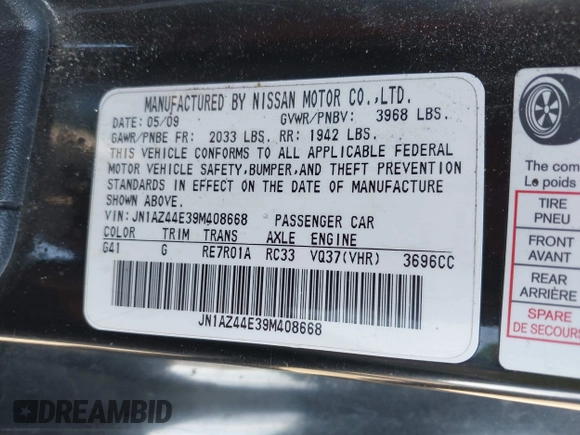 MANUFACTURED BY NISSAN MOTOR CO.,LTD.
DATE: 05/09 GVWR/PNBV: 3968 LBS.
GAWR/PNBE FR: 2033 LBS. RR: 1942 LBS.
THIS VEHICLE CONFORMS TO ALL APPLICABLE FEDERAL
MOTOR VEHICLE SAFETY,BUMPER,AND THEFT PREVENTION
STANDARDS IN EFFECT ON THE DATE OF MANUFACTURE
SHOWN ABOVE.
VIN: JN1AZ44E39M408668 PASSENGER CAR
COLOR TRIM TRANS AXLE ENGINE
G41 G RE7R01A RC33 VQ37(VHR) 3696CC
JN1AZ44E39M408668
The com
Le poids
TIRE
PNEU
FRONT
AVANT
REAR
ARRIÈRE
SPARE
DE SECOURS
DREAMBID